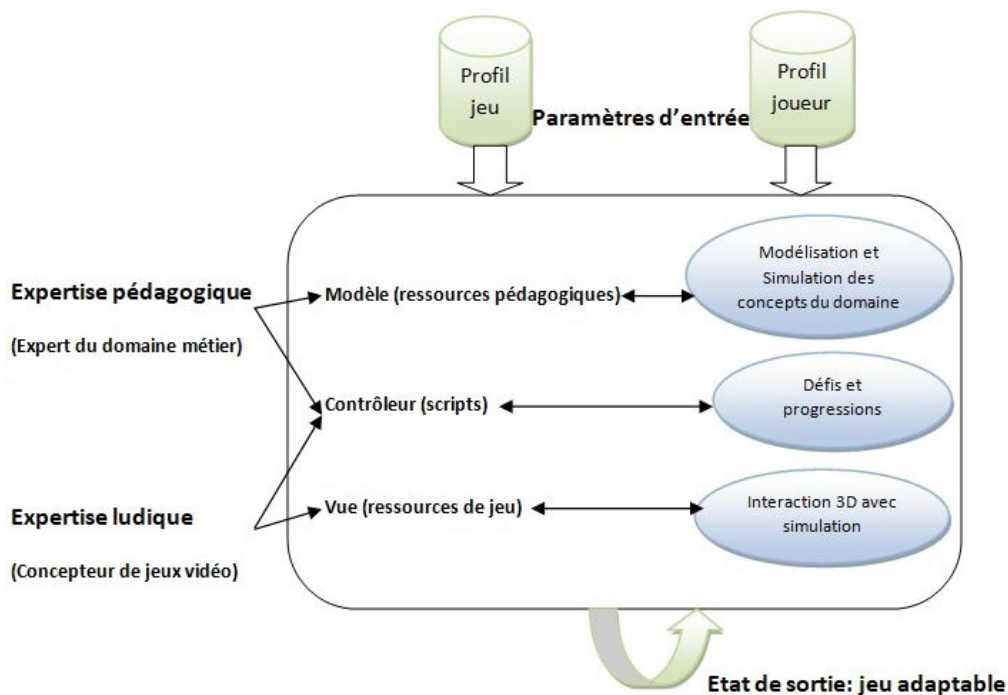 Profil
jeu
Profil
joueur
Paramètres d'entrée
Modélisation et
Simulation des
concepts du domaine
Expertise pédagogique
(Expert du domaine métier)
Modèle (ressources pédagogiques)
Contrôleur (scripts)
Défis et
progressions
Expertise ludique
(Concepteur de jeux vidéo)
Vue (ressources de jeu)
Interaction 3D avec
simulation
Etat de sortie: jeu adaptable